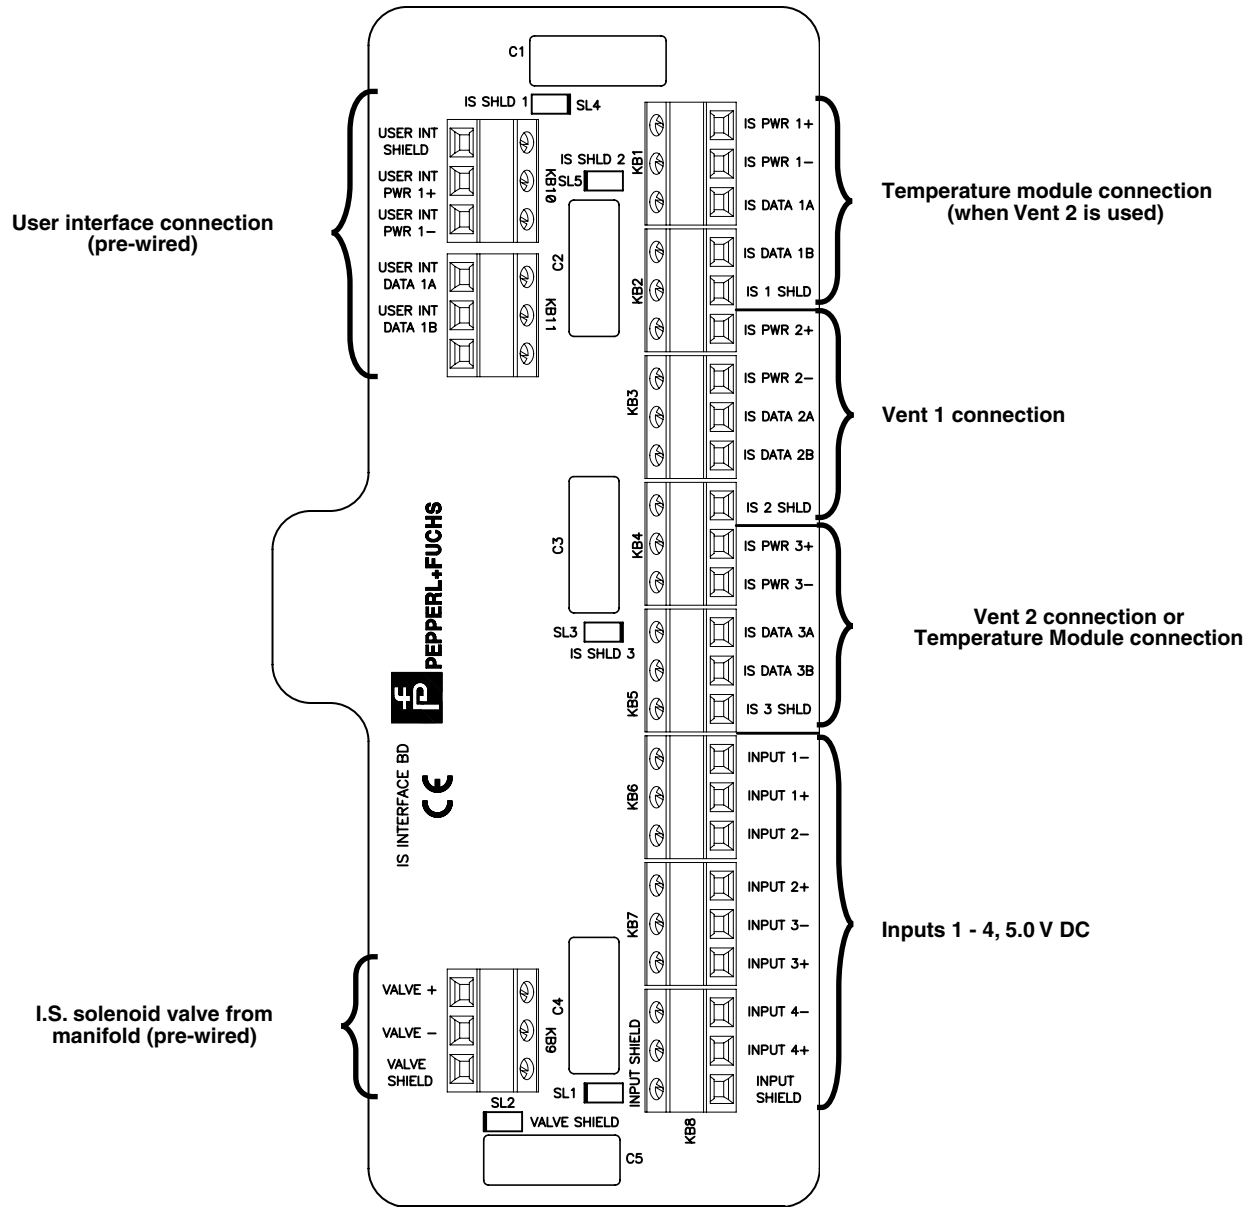 C1
IS SHLD 1
SL4
USER INT
SHIELD
USER INT
PWR 1+
USER INT
PWR 1−
KB10
USER INT
DATA 1A
USER INT
DATA 1B
KB11
User interface connection
(pre-wired)
IS SHLD 2
SL5
C2
KB1
IS PWR 1+
IS PWR 1−
IS DATA 1A
KB2
IS DATA 1B
IS 1 SHLD
IS PWR 2+
Temperature module connection
(when Vent 2 is used)
KB3
IS PWR 2−
IS DATA 2A
IS DATA 2B
Vent 1 connection
C3
KB4
IS 2 SHLD
IS PWR 3+
IS PWR 3−
SL3
IS SHLD 3
KB5
IS DATA 3A
IS DATA 3B
IS 3 SHLD
Vent 2 connection or
Temperature Module connection
PEPPERL+FUCHS
IS INTERFACE BD
CE
KB6
INPUT 1−
INPUT 1+
INPUT 2−
KB7
INPUT 2+
INPUT 3−
INPUT 3+
Inputs 1 - 4, 5.0 V DC
INPUT 4−
INPUT 4+
INPUT
SHIELD
KB8
I.S. solenoid valve from
manifold (pre-wired)
VALVE +
VALVE −
VALVE
SHIELD
KB9
C4
INPUT SHIELD
SL1
SL2
VALVE SHIELD
C5